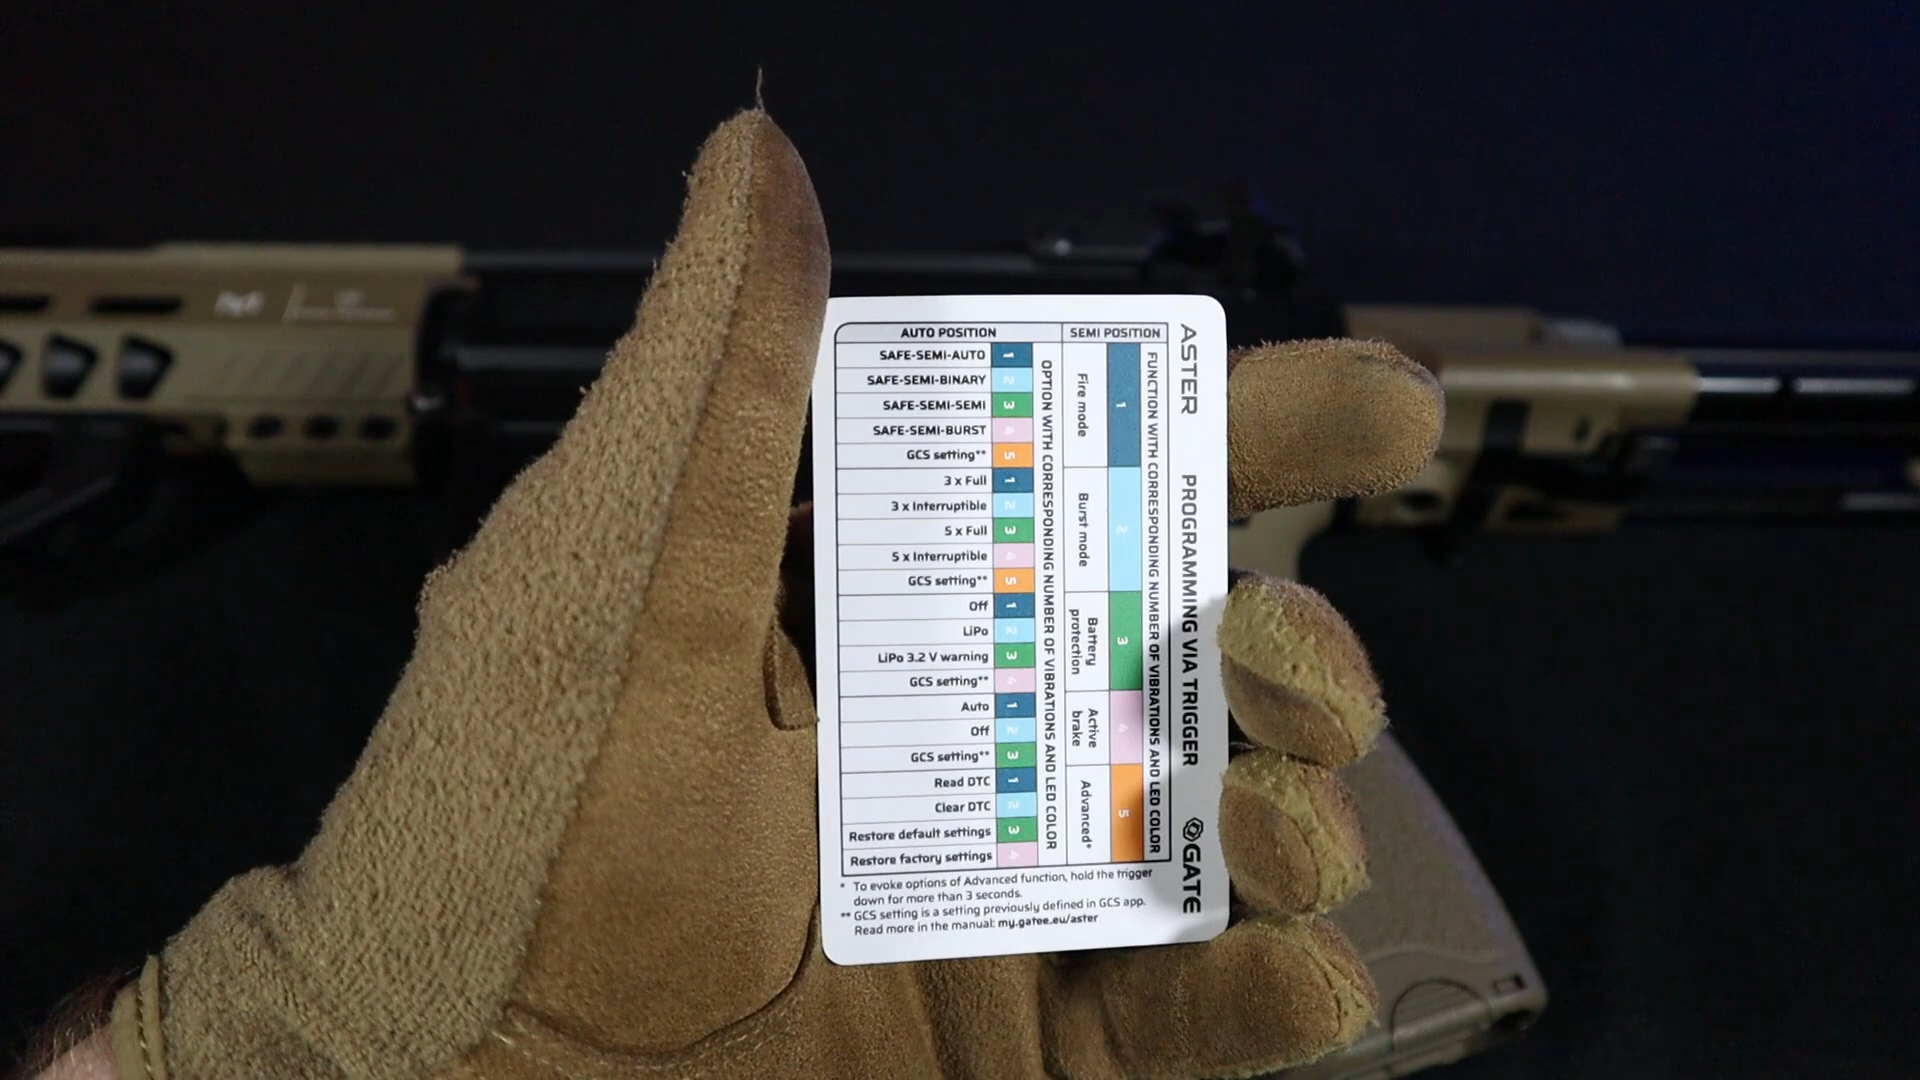 ASTER PROGRAMMING VIA TRIGGER GATE
AUTO POSITION
SEMI POSITION
FUNCTION WITH CORRESPONDING NUMBER OF VIBRATIONS AND LED COLOR
OPTION WITH CORRESPONDING NUMBER OF VIBRATIONS AND LED COLOR
1 Fire mode
SAFE-SEMI-AUTO 1
SAFE-SEMI-BINARY 2
SAFE-SEMI-SEMI 3
SAFE-SEMI-BURST 4
GCS setting** 5
2 Burst mode
3 x Full 1
3 x Interruptible 2
5 x Full 3
5 x Interruptible 4
GCS setting** 5
3 Battery protection
Off 1
LiPo 2
LiPo 3.2 V warning 3
GCS setting** 4
4 Active brake
Auto 1
Off 2
GCS setting** 3
5 Advanced*
Read DTC 1
Clear DTC 2
Restore default settings 3
Restore factory settings 4
* To evoke options of Advanced function, hold the trigger
down for more than 3 seconds.
** GCS setting is a setting previously defined in GCS app.
Read more in the manual: my.gatee.eu/aster